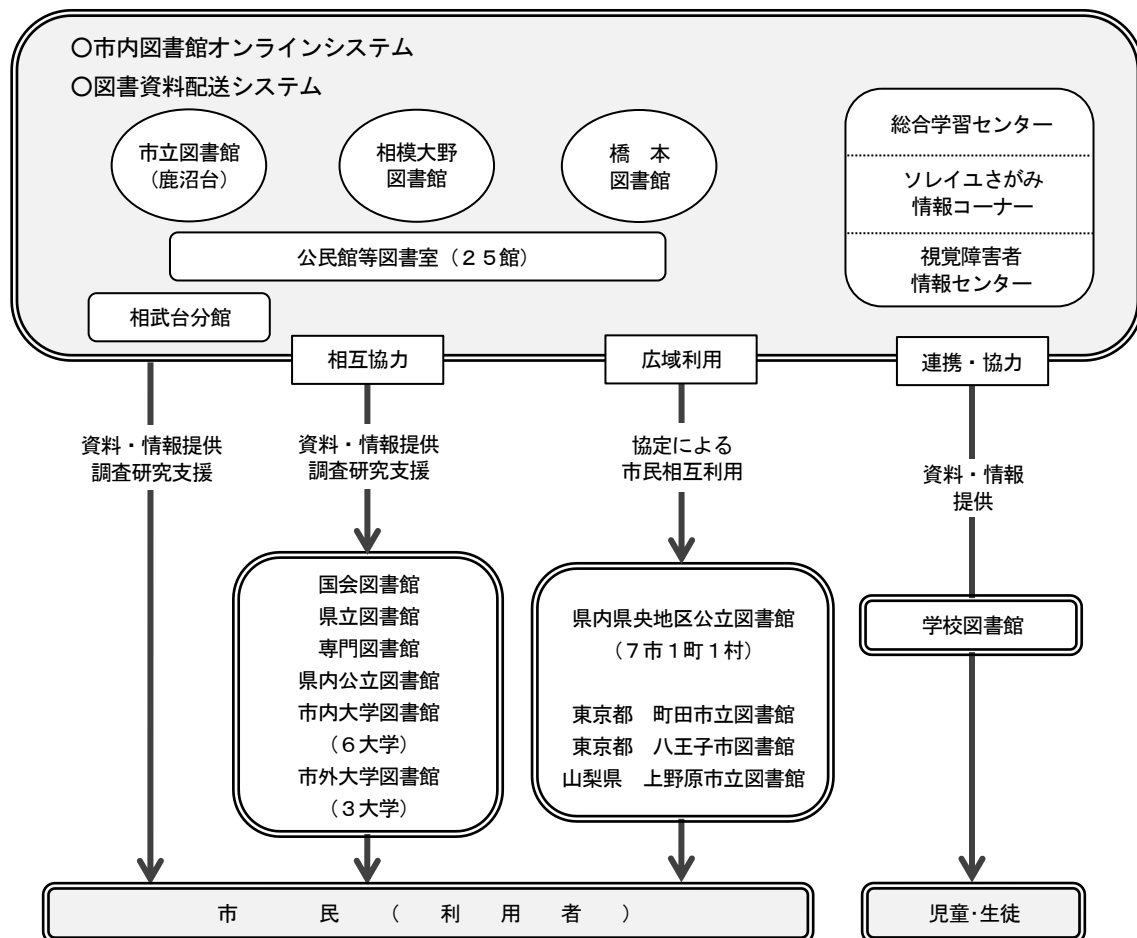 〇市内図書館オンラインシステム
〇図書資料配送システム
市立図書館
（鹿沼台）
相模大野
図書館
橋　本
図書館
総合学習センター
ソレイユさがみ
情報コーナー
視覚障害者
情報センター
公民館等図書室（２５館）
相武台分館
相互協力
広域利用
連携・協力
資料・情報提供
調査研究支援
資料・情報提供
調査研究支援
協定による
市民相互利用
資料・情報
提供
国会図書館
県立図書館
専門図書館
県内公立図書館
市内大学図書館
（６大学）
市外大学図書館
（３大学）
県内県央地区公立図書館
（７市１町１村）
東京都　町田市立図書館
東京都　八王子市図書館
山梨県　上野原市立図書館
学校図書館
市　　民　（　利　用　者　）
児童・生徒